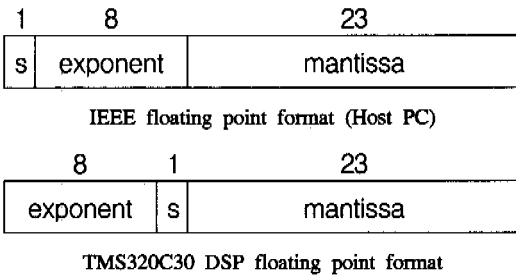 1 8 23
s exponent mantissa
IEEE floating point format (Host PC)
8 1 23
exponent s mantissa
TMS320C30 DSP floating point format